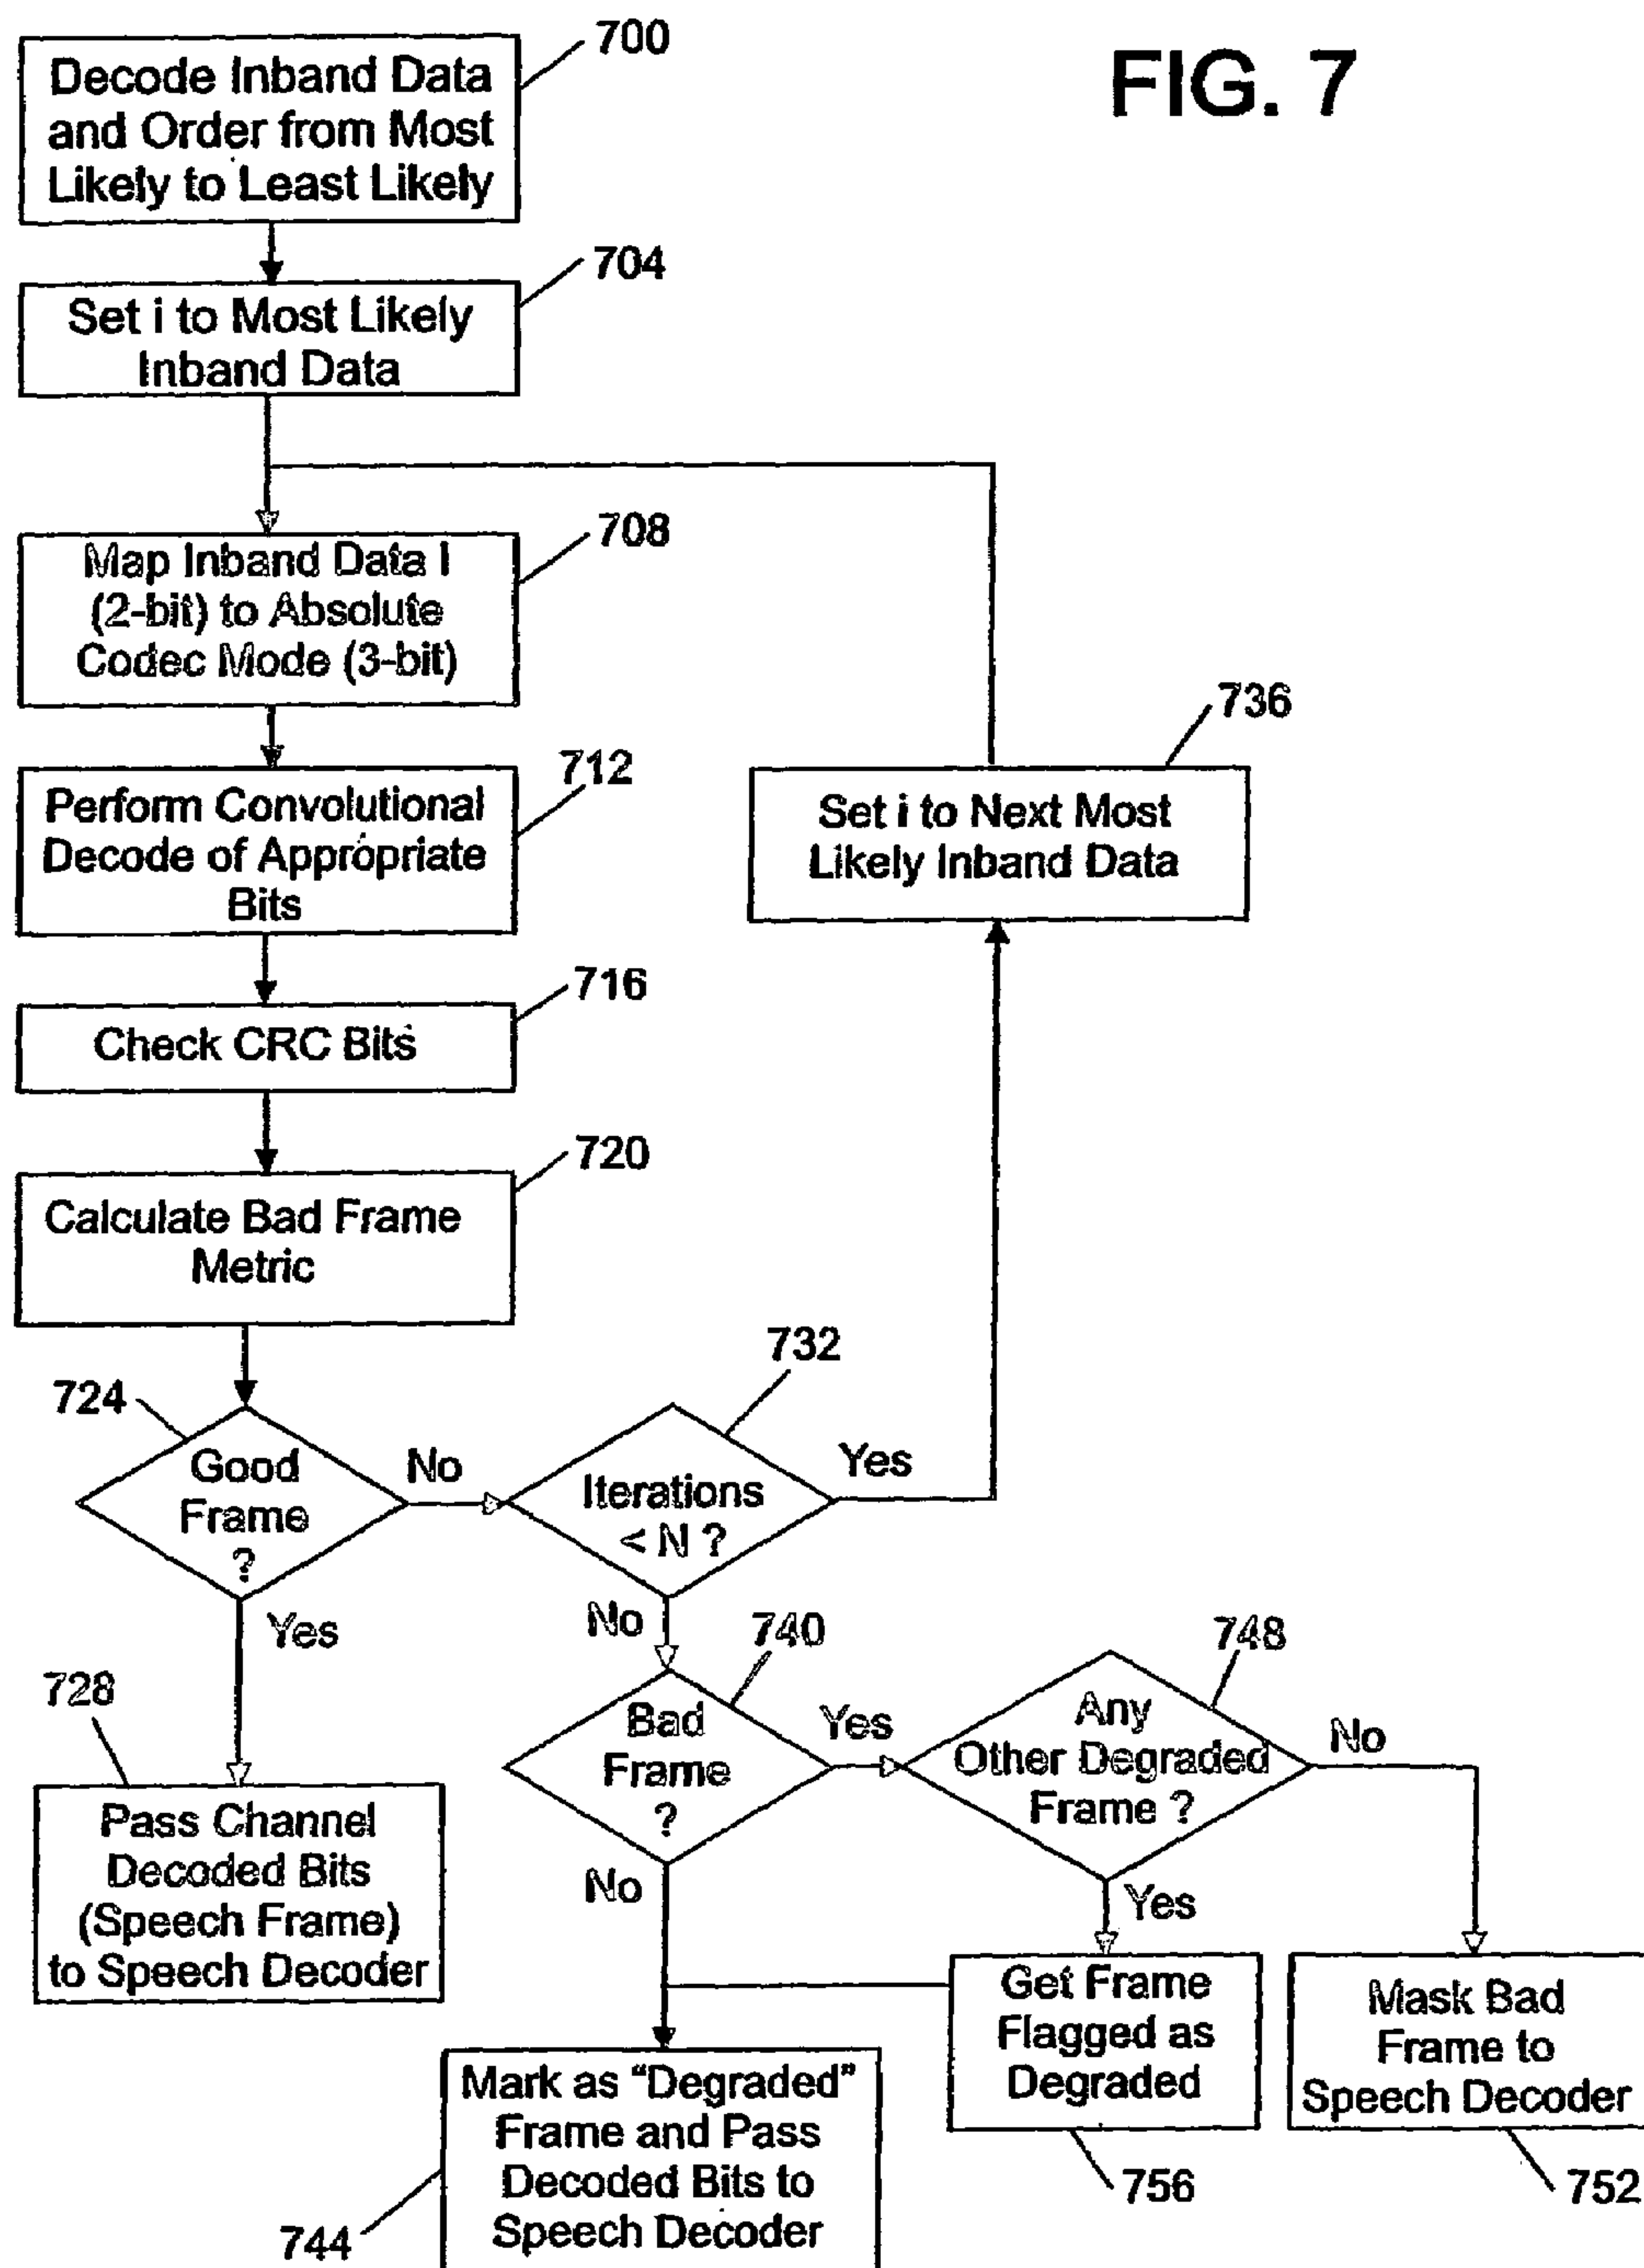 FIG. 7
700
Decode Inband Data
and Order from Most
Likely to Least Likely
704
Set i to Most Likely
Inband Data
708
Map Inband Data I
(2-bit) to Absolute
Codec Mode (3-bit)
712
Perform Convolutional
Decode of Appropriate
Bits
736
Set i to Next Most
Likely Inband Data
716
Check CRC Bits
720
Calculate Bad Frame
Metric
724
Good
Frame
?
No
Yes
732
Iterations
< N ?
Yes
No
728
Pass Channel
Decoded Bits
(Speech Frame)
to Speech Decoder
740
Bad
Frame
?
Yes
No
748
Any
Other Degraded
Frame ?
No
Yes
744
Mark as “Degraded”
Frame and Pass
Decoded Bits to
Speech Decoder
Get Frame
Flagged as
Degraded
756
Mask Bad
Frame to
Speech Decoder
752